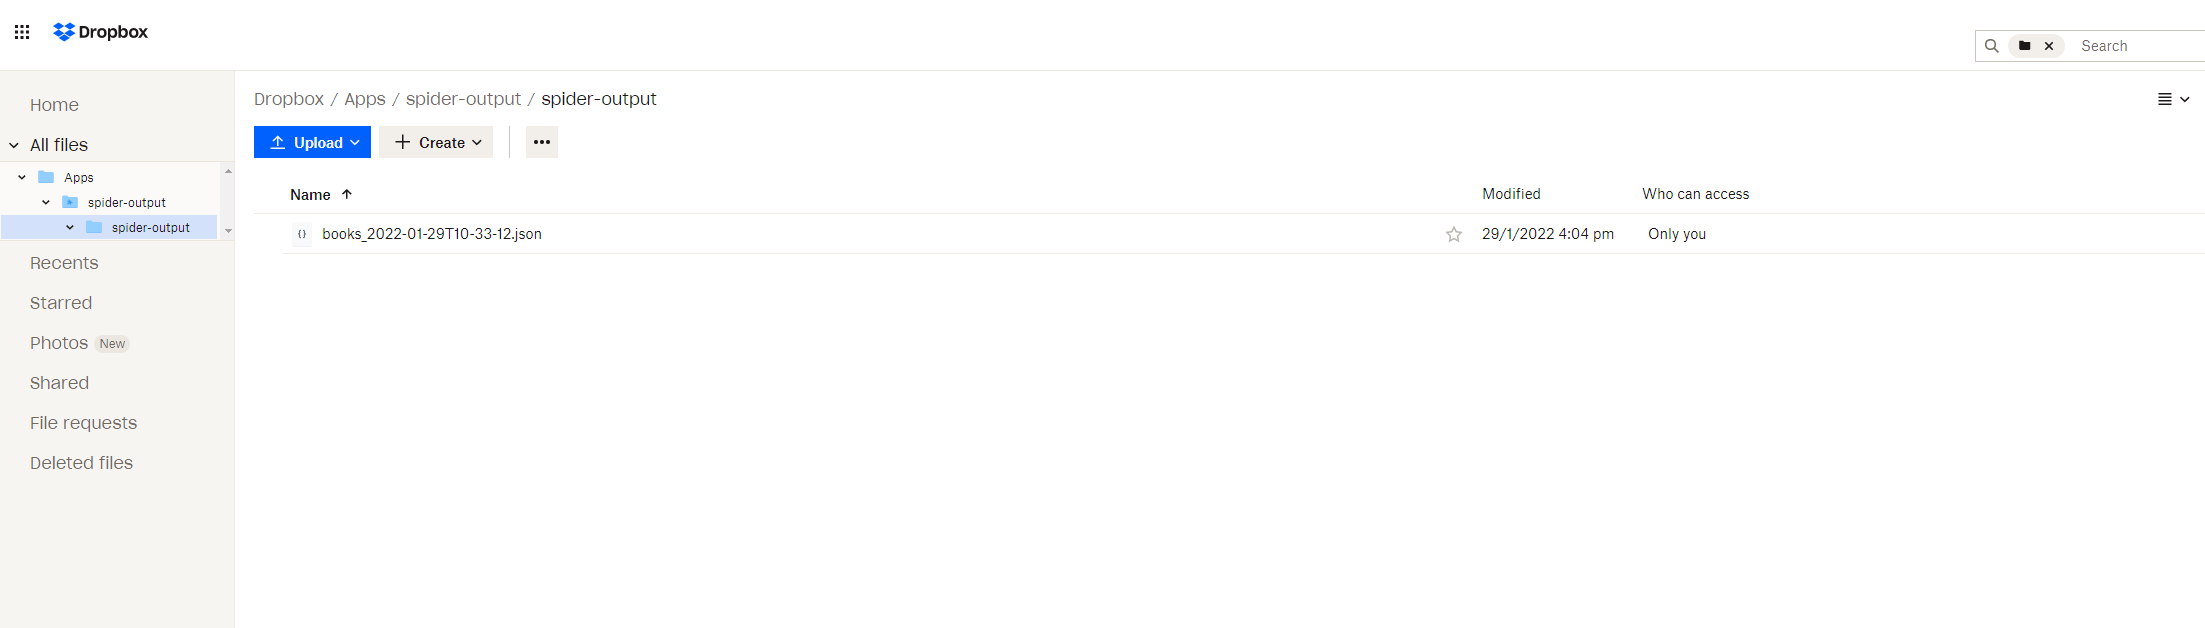 Dropbox
Search
Home
All files
Apps
spider-output
spider-output
Recents
Starred
Photos New
Shared
File requests
Deleted files
Dropbox / Apps / spider-output / spider-output
Upload Create
Name Modified Who can access
books_2022-01-29T10-33-12.json 29/1/2022 4:04 pm Only you